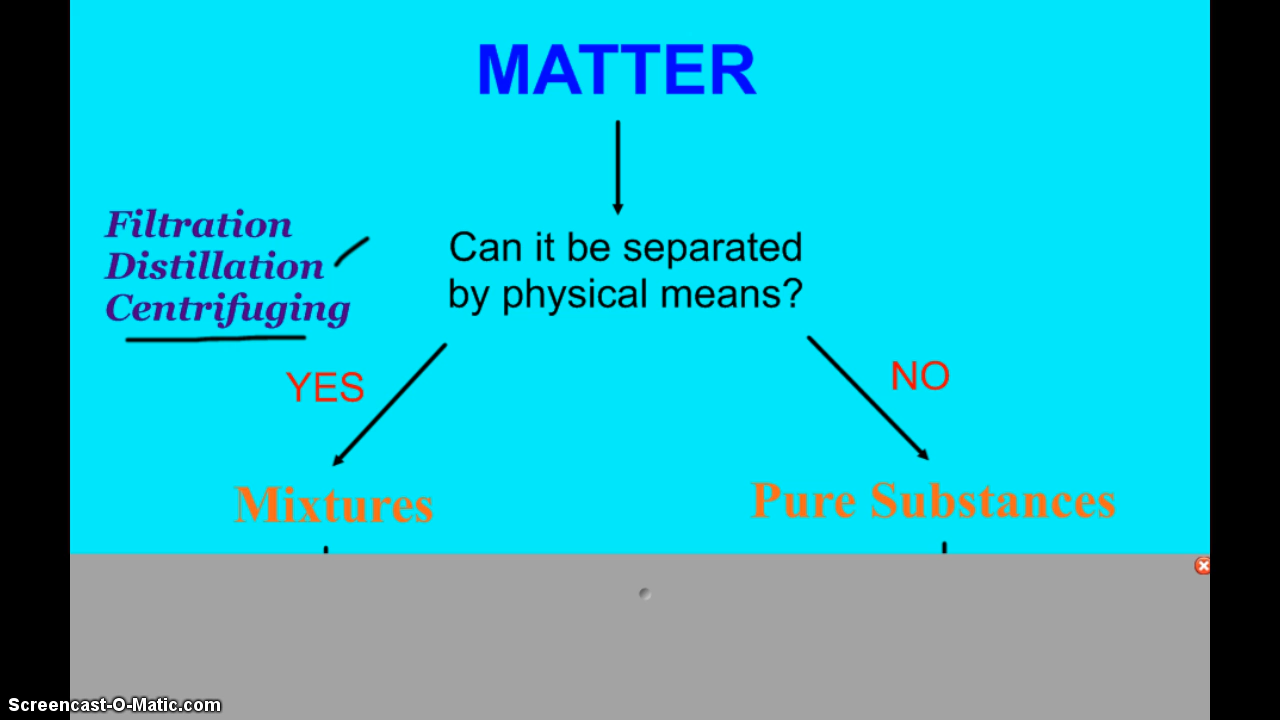 MATTER
Filtration
Distillation
Centrifuging
Can it be separated
by physical means?
YES
NO
Mixtures
Pure Substances
Screencast-O-Matic.com